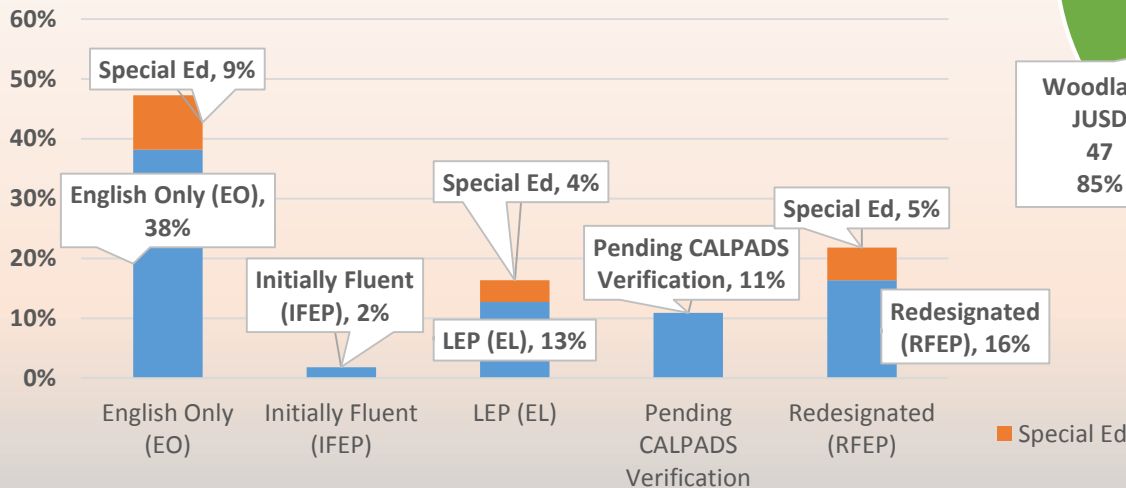 60%
50%
40%
30%
20%
10%
0%
Special Ed, 9%
English Only (EO),
38%
Initially Fluent
(IFEP), 2%
Special Ed, 4%
LEP (EL), 13%
Pending CALPADS
Verification, 11%
Special Ed, 5%
Redesignated
(RFEP), 16%
English Only
(EO)
Initially Fluent
(IFEP)
LEP (EL)
Pending
CALPADS
Verification
Redesignated
(RFEP)
Special Ed
Woodla
JUSD
47
85%